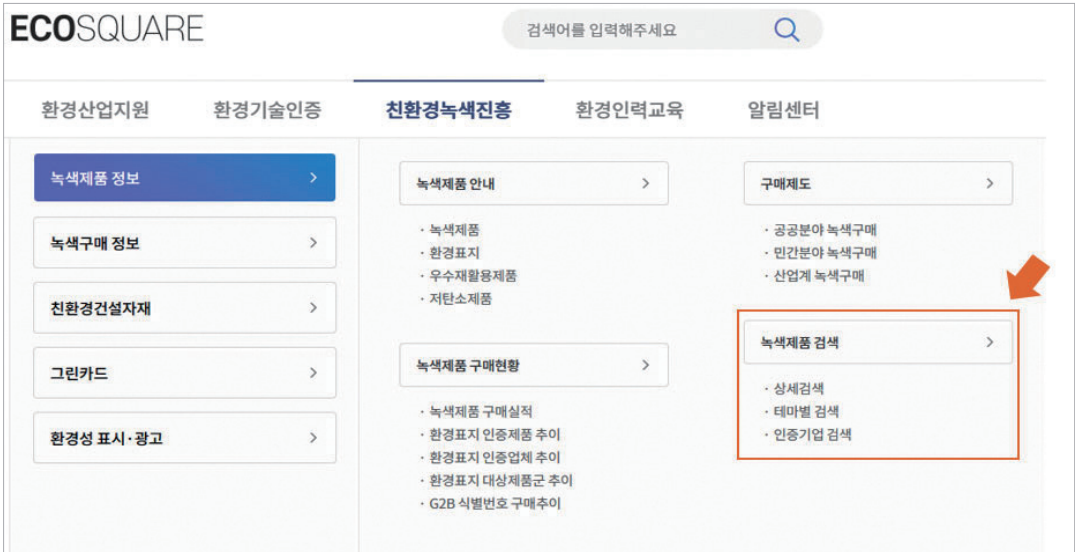 ECOSQUARE
검색어를 입력해주세요
환경산업지원
환경기술인증
친환경녹색진흥
환경인력교육
알림센터
녹색제품 정보
녹색구매 정보
친환경건설자재
그린카드
환경성 표시·광고
녹색제품 안내
· 녹색제품
· 환경표지
· 우수재활용제품
· 저탄소제품
녹색제품 구매현황
· 녹색제품 구매실적
· 환경표지 인증제품 추이
· 환경표지 인증업체 추이
· 환경표지 대상제품군 추이
· G2B 식별번호 구매추이
구매제도
· 공공분야 녹색구매
· 민간분야 녹색구매
· 산업계 녹색구매
녹색제품 검색
· 상세검색
· 테마별 검색
· 인증기업 검색